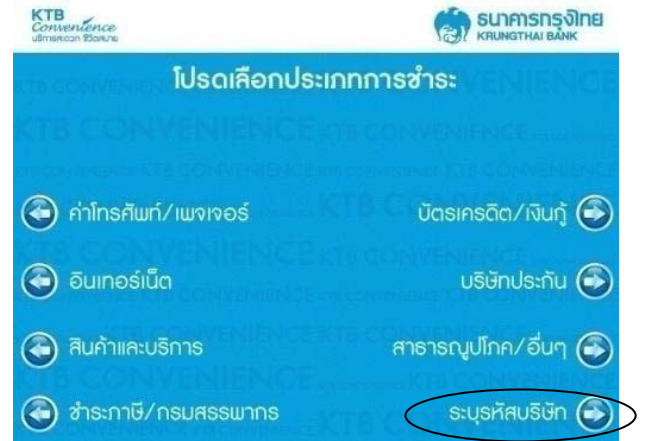 KTB
Convenience
บริการสะดวก ชีวิตสบาย
ธนาคารกรุงไทย
KRUNGTHAI BANK
โปรดเลือกประเภทการชำระ
ค่าโทรศัพท์/เพจเจอร์
บัตรเครดิต/เงินกู้
อินเทอร์เน็ต
บริษัทประกัน
สินค้าและบริการ
สาธารณูปโภค/อื่นๆ
ชำระภาษี/กรมสรรพากร
ระบุรหัสบริษัท